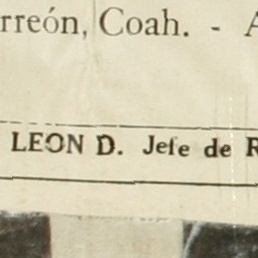 rreón, Coah. - A
LEON D. Jefe de R